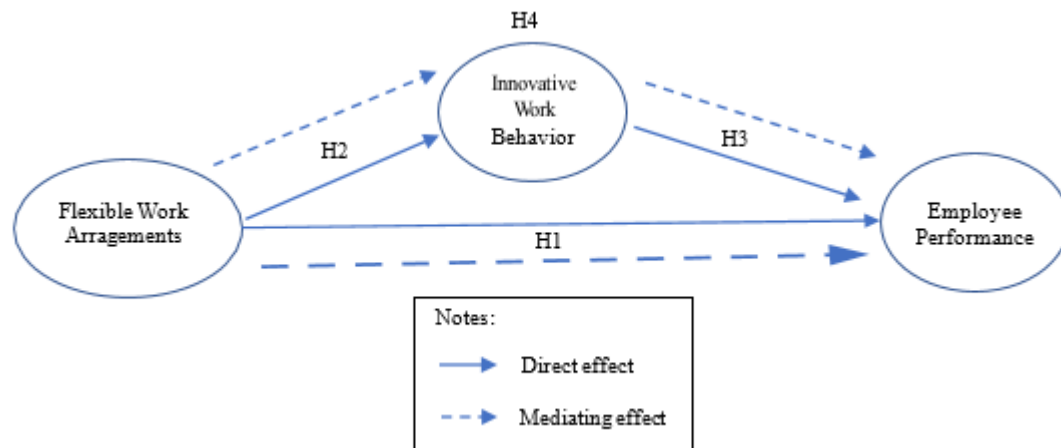 H4
Innovative
Work
Behavior
H2
H3
Flexible Work
Arragements
Employee
Performance
H1
Notes:
Direct effect
Mediating effect